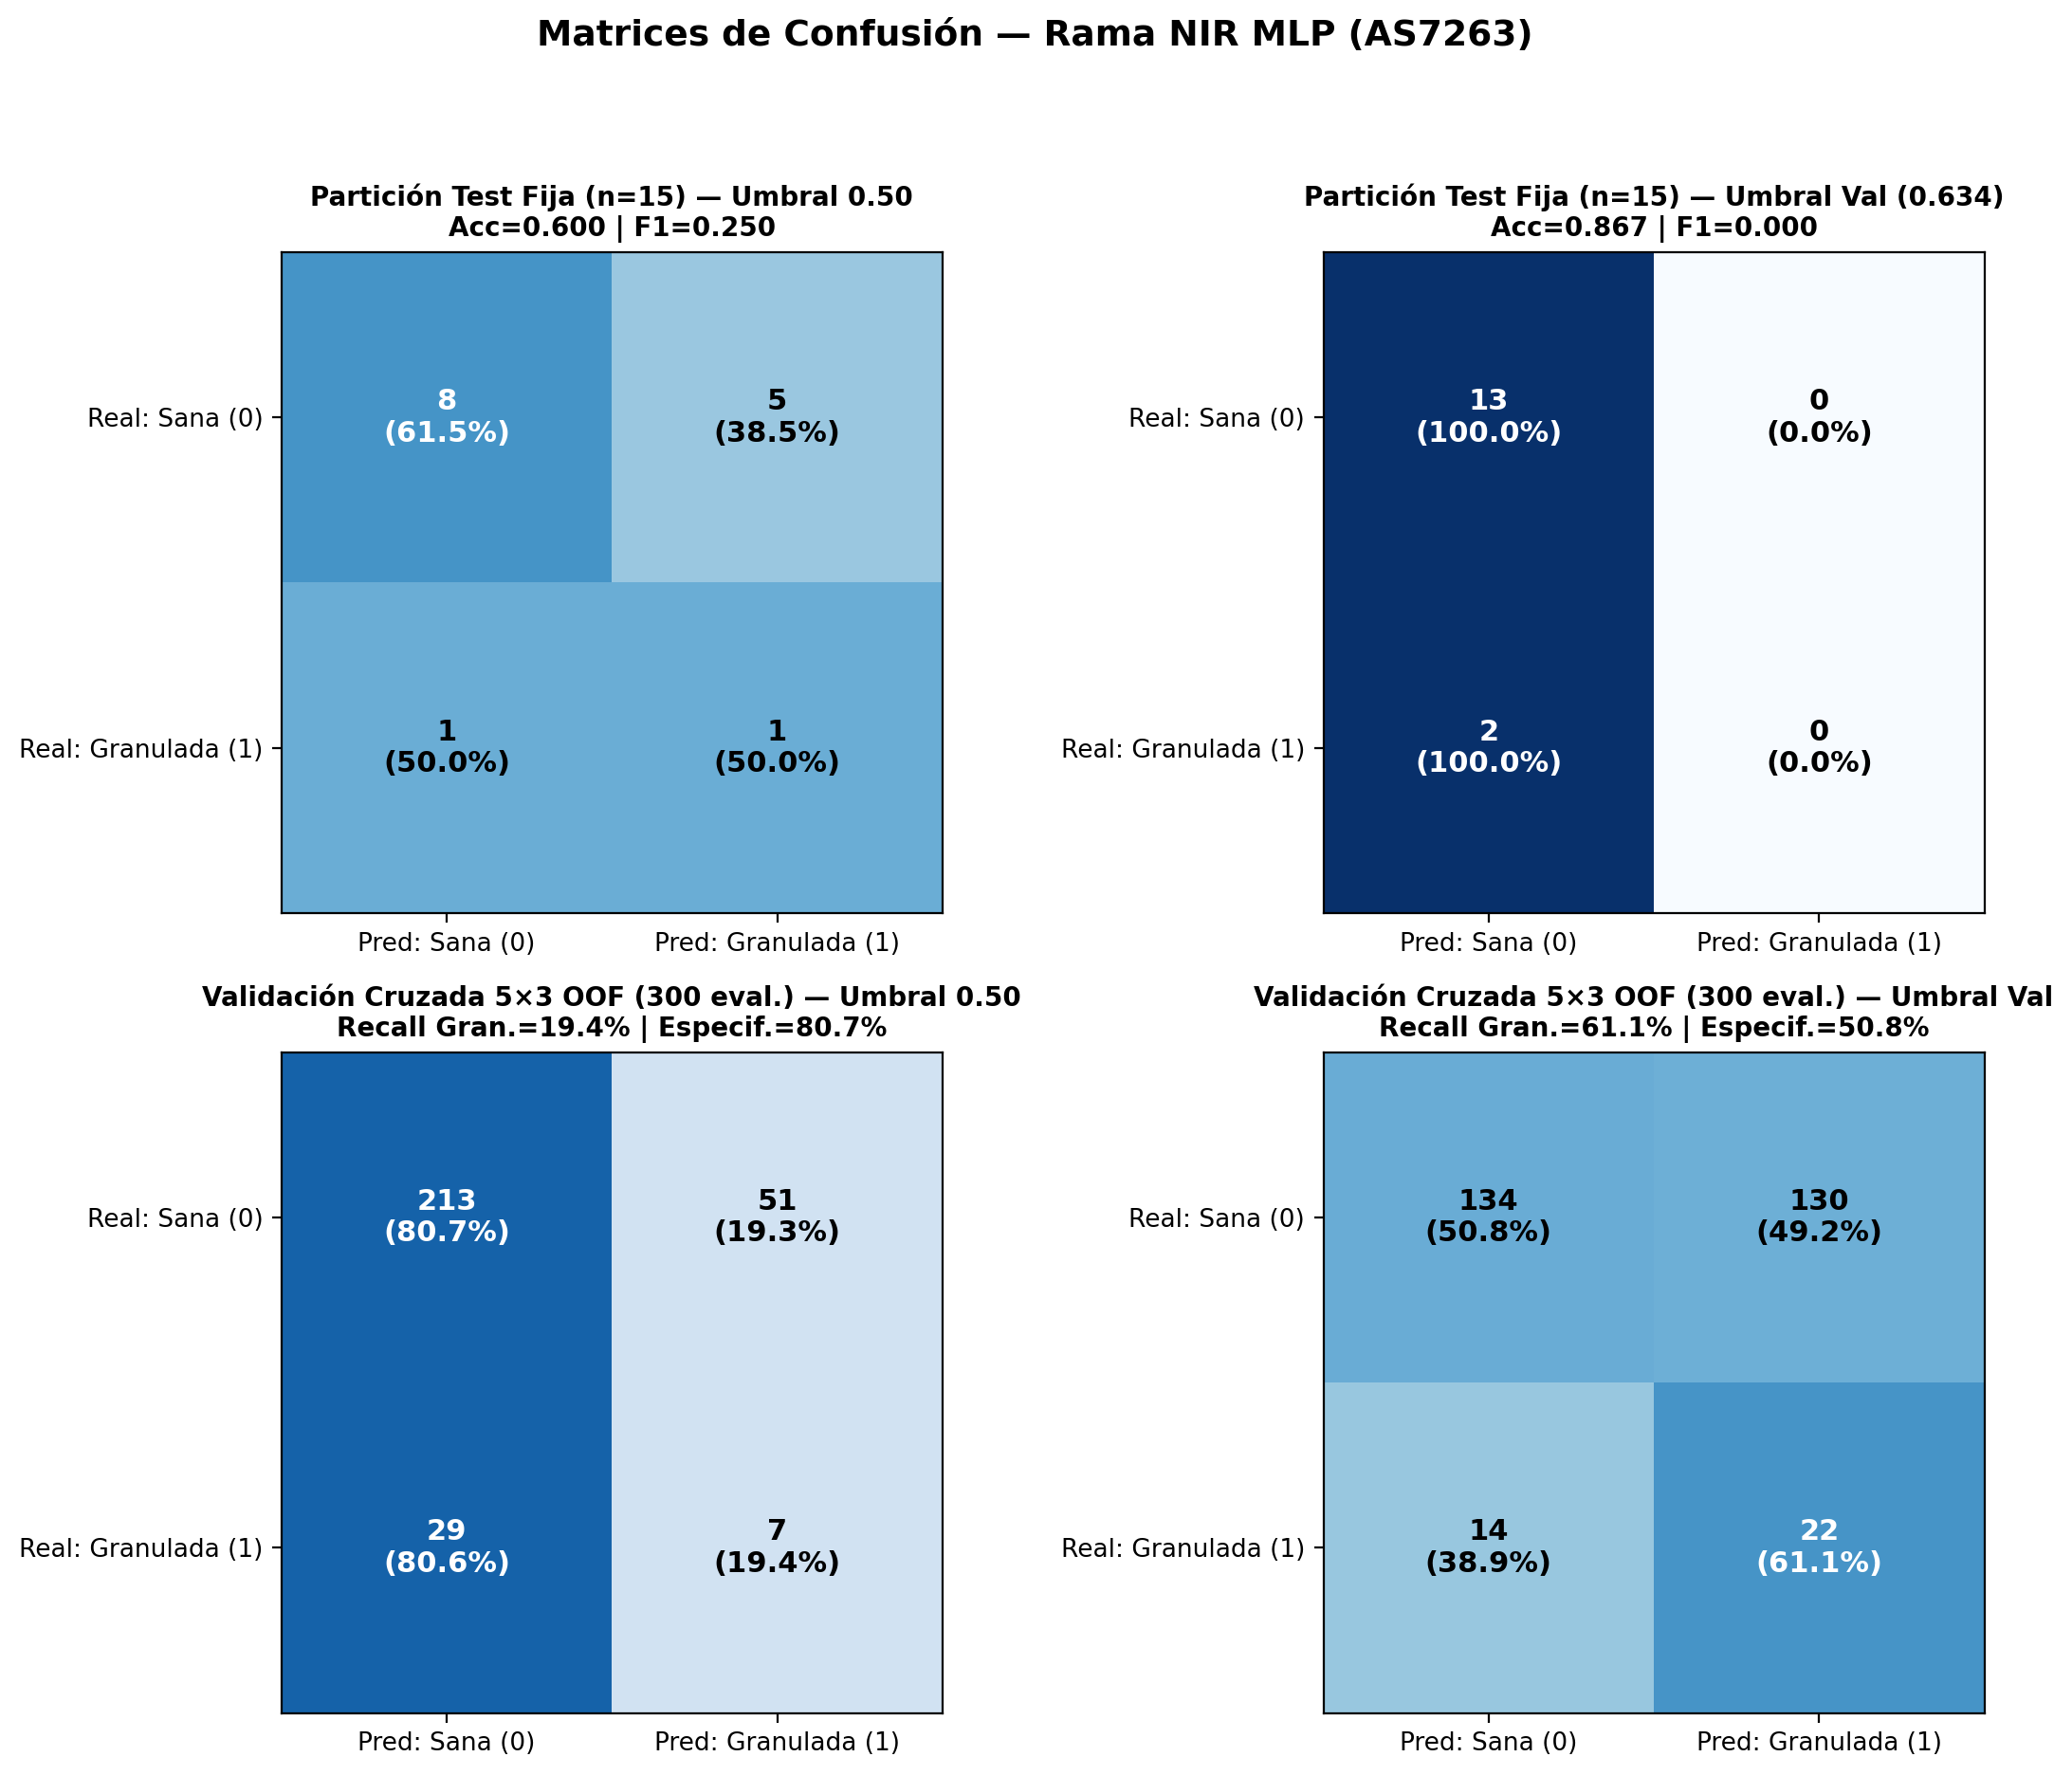 Matrices de Confusión — Rama NIR MLP (AS7263)
Partición Test Fija (n=15) — Umbral 0.50
Acc=0.600 | F1=0.250
Real: Sana (0)
8
(61.5%)
5
(38.5%)
Real: Granulada (1)
1
(50.0%)
1
(50.0%)
Pred: Sana (0)
Pred: Granulada (1)
Partición Test Fija (n=15) — Umbral Val (0.634)
Acc=0.867 | F1=0.000
Real: Sana (0)
13
(100.0%)
0
(0.0%)
Real: Granulada (1)
2
(100.0%)
0
(0.0%)
Pred: Sana (0)
Pred: Granulada (1)
Validación Cruzada 5×3 OOF (300 eval.) — Umbral 0.50
Recall Gran.=19.4% | Especif.=80.7%
Real: Sana (0)
213
(80.7%)
51
(19.3%)
Real: Granulada (1)
29
(80.6%)
7
(19.4%)
Pred: Sana (0)
Pred: Granulada (1)
Validación Cruzada 5×3 OOF (300 eval.) — Umbral Val
Recall Gran.=61.1% | Especif.=50.8%
Real: Sana (0)
134
(50.8%)
130
(49.2%)
Real: Granulada (1)
14
(38.9%)
22
(61.1%)
Pred: Sana (0)
Pred: Granulada (1)